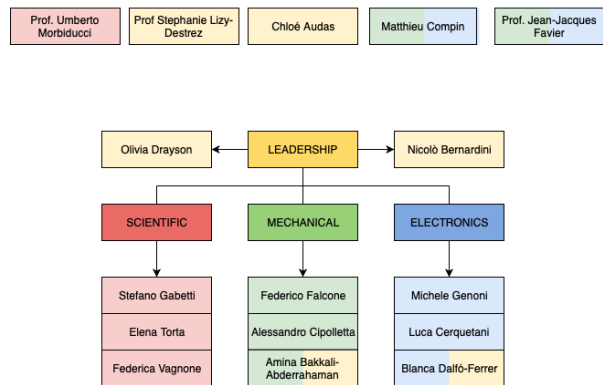 Prof. Umberto
Morbiducci
Prof Stephanie Lizy-
Destrez
Chloé Audas
Matthieu Compin
Prof. Jean-Jacques
Favier
Olivia Drayson
LEADERSHIP
Nicolò Bernardini
SCIENTIFIC
MECHANICAL
ELECTRONICS
Stefano Gabetti
Federico Falcone
Michele Genoni
Elena Torta
Alessandro Cipolletta
Luca Cerquetani
Federica Vagnone
Amina Bakkali-
Abderrahaman
Blanca Dalfó-Ferrer